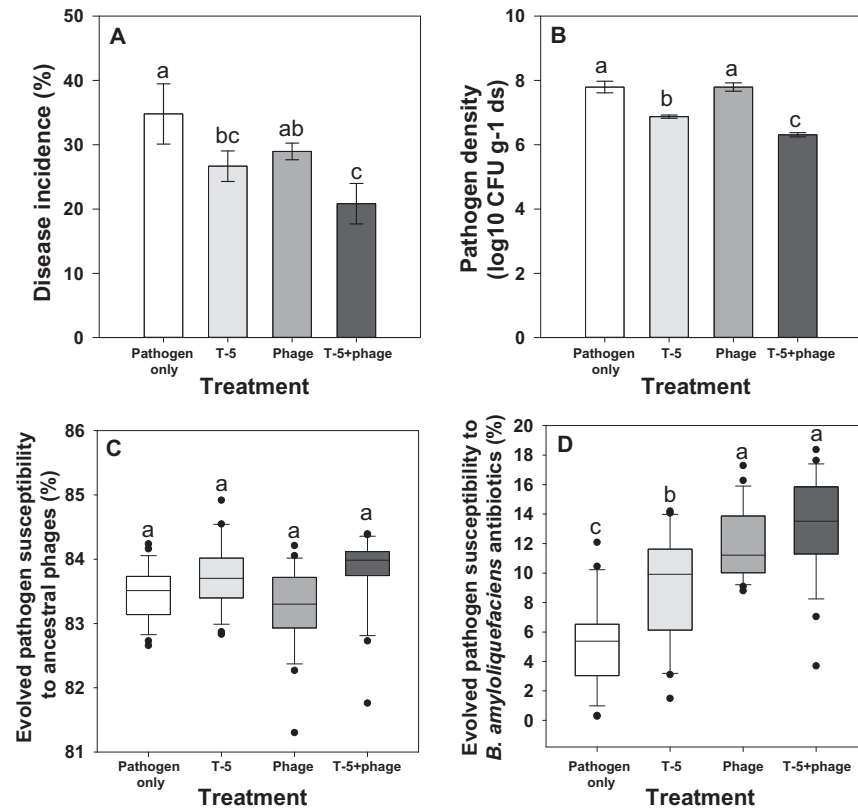 A
Disease incidence (%)
50
40
30
20
10
0
a
bc
ab
c
Pathogen only
T-5
Phage
T-5+phage
Treatment
B
Pathogen density
(log10 CFU g-1 ds)
10
8
6
4
2
0
a
b
a
c
Pathogen only
T-5
Phage
T-5+phage
Treatment
C
Evolved pathogen susceptibility
to ancestral phages (%)
86
85
84
83
82
81
a
a
a
a
Pathogen only
T-5
Phage
T-5+phage
Treatment
D
Evolved pathogen susceptibility to
B. amyloliquefaciens antibiotics (%)
20
18
16
14
12
10
8
6
4
2
0
c
b
a
a
Pathogen only
T-5
Phage
T-5+phage
Treatment